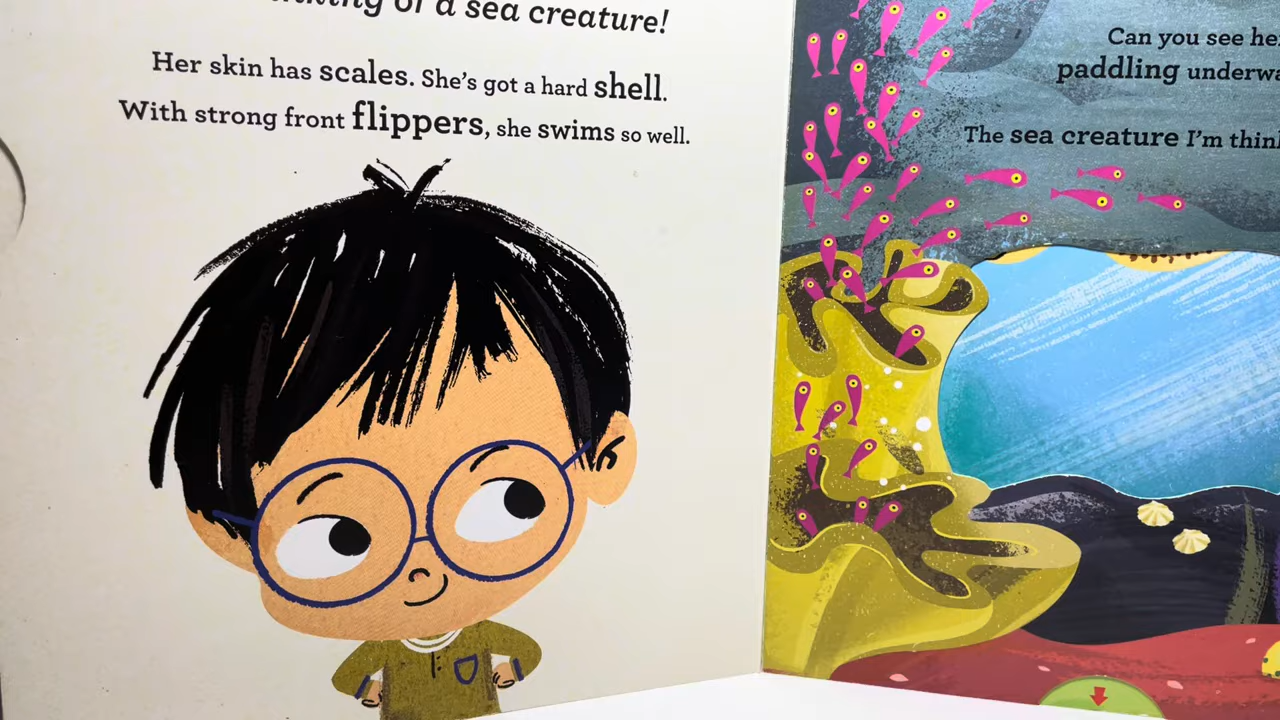 of a sea creature!
Her skin has scales. She's got a hard shell.
With strong front flippers, she swims so well.
Can you see
paddling
The sea creature I'm